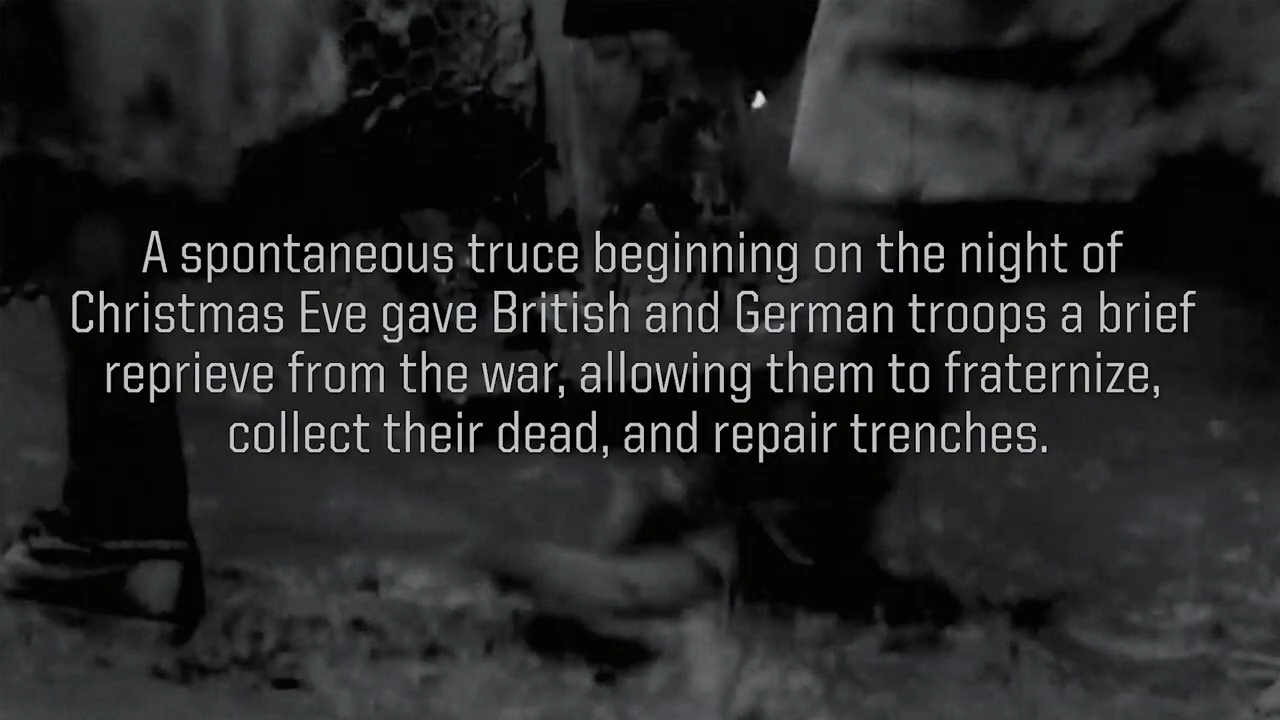 A spontaneous truce beginning on the night of
Christmas Eve gave British and German troops a brief
reprieve from the war, allowing them to fraternize,
collect their dead, and repair trenches.